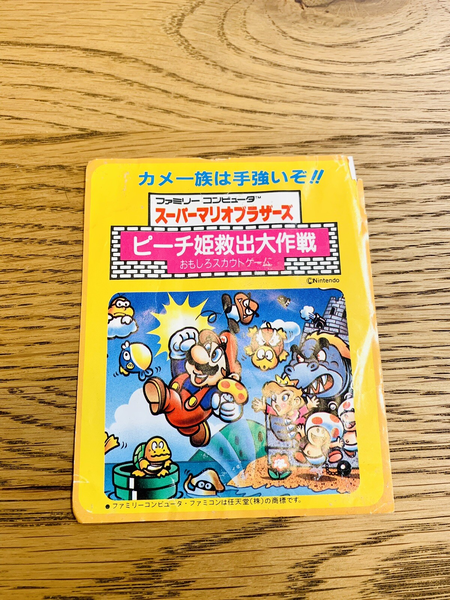 カメ一族は手強いぞ!!
ファミリー コンピュータ™
スーパーマリオブラザーズ
ピーチ姫救出大作戦
おもしろスカウトゲーム
©Nintendo
●ファミリーコンピュータ・ファミコンは任天堂(株)の商標です。